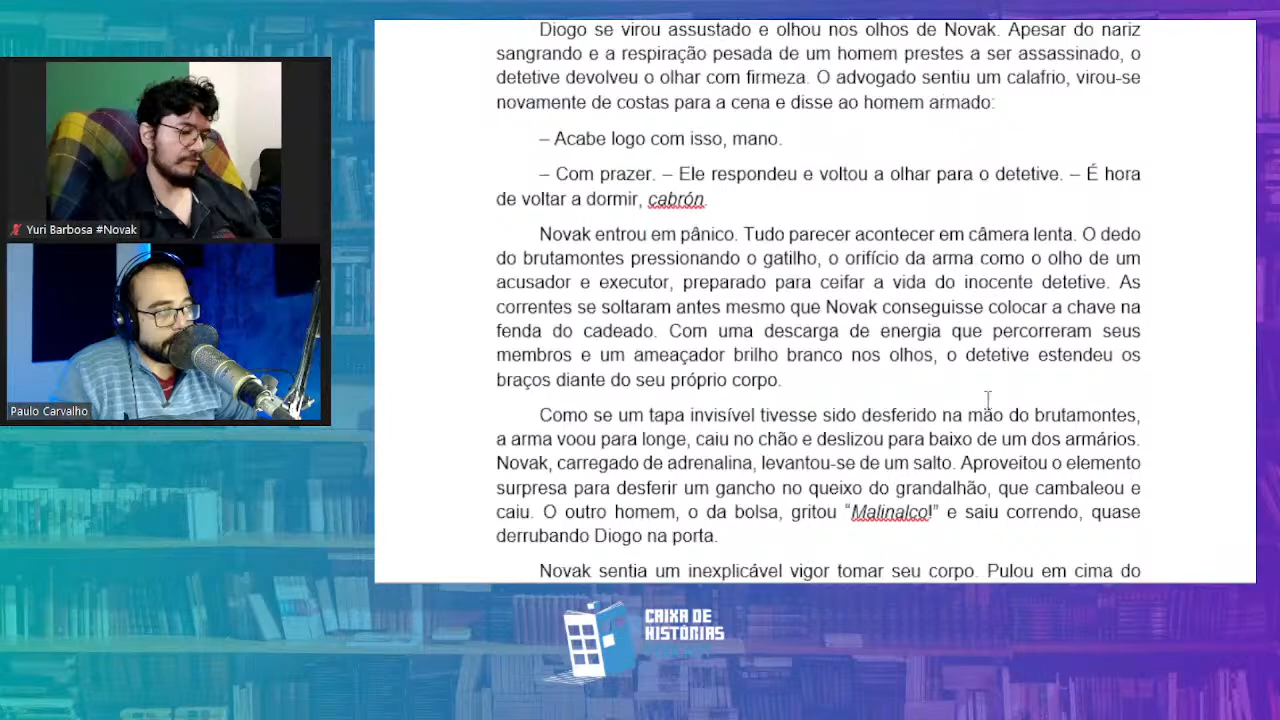 Diogo se virou assustado e olhou nos olhos de Novak. Apesar do nariz
sangrando e a respiração pesada de um homem prestes a ser assassinado, o
detetive devolveu o olhar com firmeza. O advogado sentiu um calafrio, virou-se
novamente de costas para a cena e disse ao homem armado:
– Acabe logo com isso, mano.
– Com prazer. – Ele respondeu e voltou a olhar para o detetive. – É hora
de voltar a dormir, cabrón.
Novak entrou em pânico. Tudo parecer acontecer em câmera lenta. O dedo
do brutamontes pressionando o gatilho, o orifício da arma como o olho de um
acusador e executor, preparado para ceifar a vida do inocente detetive. As
correntes se soltaram antes mesmo que Novak conseguisse colocar a chave na
fenda do cadeado. Com uma descarga de energia que percorreram seus
membros e um ameaçador brilho branco nos olhos, o detetive estendeu os
braços diante do seu próprio corpo.
Como se um tapa invisível tivesse sido desferido na mão do brutamontes,
a arma voou para longe, caiu no chão e deslizou para baixo de um dos armários.
Novak, carregado de adrenalina, levantou-se de um salto. Aproveitou o elemento
surpresa para desferir um gancho no queixo do grandalhão, que cambaleou e
caiu. O outro homem, o da bolsa, gritou “Malinalco!” e saiu correndo, quase
derrubando Diogo na porta.
Novak sentia um inexplicável vigor tomar seu corpo. Pulou em cima do
Yuri Barbosa #Novak
Paulo Carvalho
CAIXA DE
HISTÓRIAS